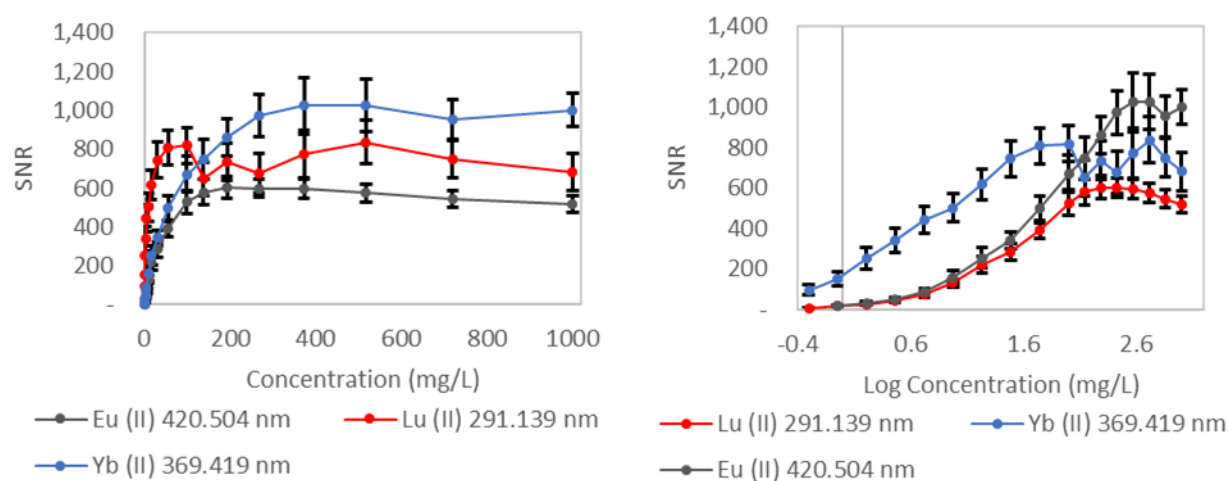 1,400
1,200
1,000
800
600
400
200
-
SNR
0 200 400 600 800 1000
Concentration (mg/L)
Eu (II) 420.504 nm Lu (II) 291.139 nm
Yb (II) 369.419 nm
1,400
1,200
1,000
800
600
400
200
-
SNR
-0.4 0.6 1.6 2.6
Log Concentration (mg/L)
Lu (II) 291.139 nm Yb (II) 369.419 nm
Eu (II) 420.504 nm